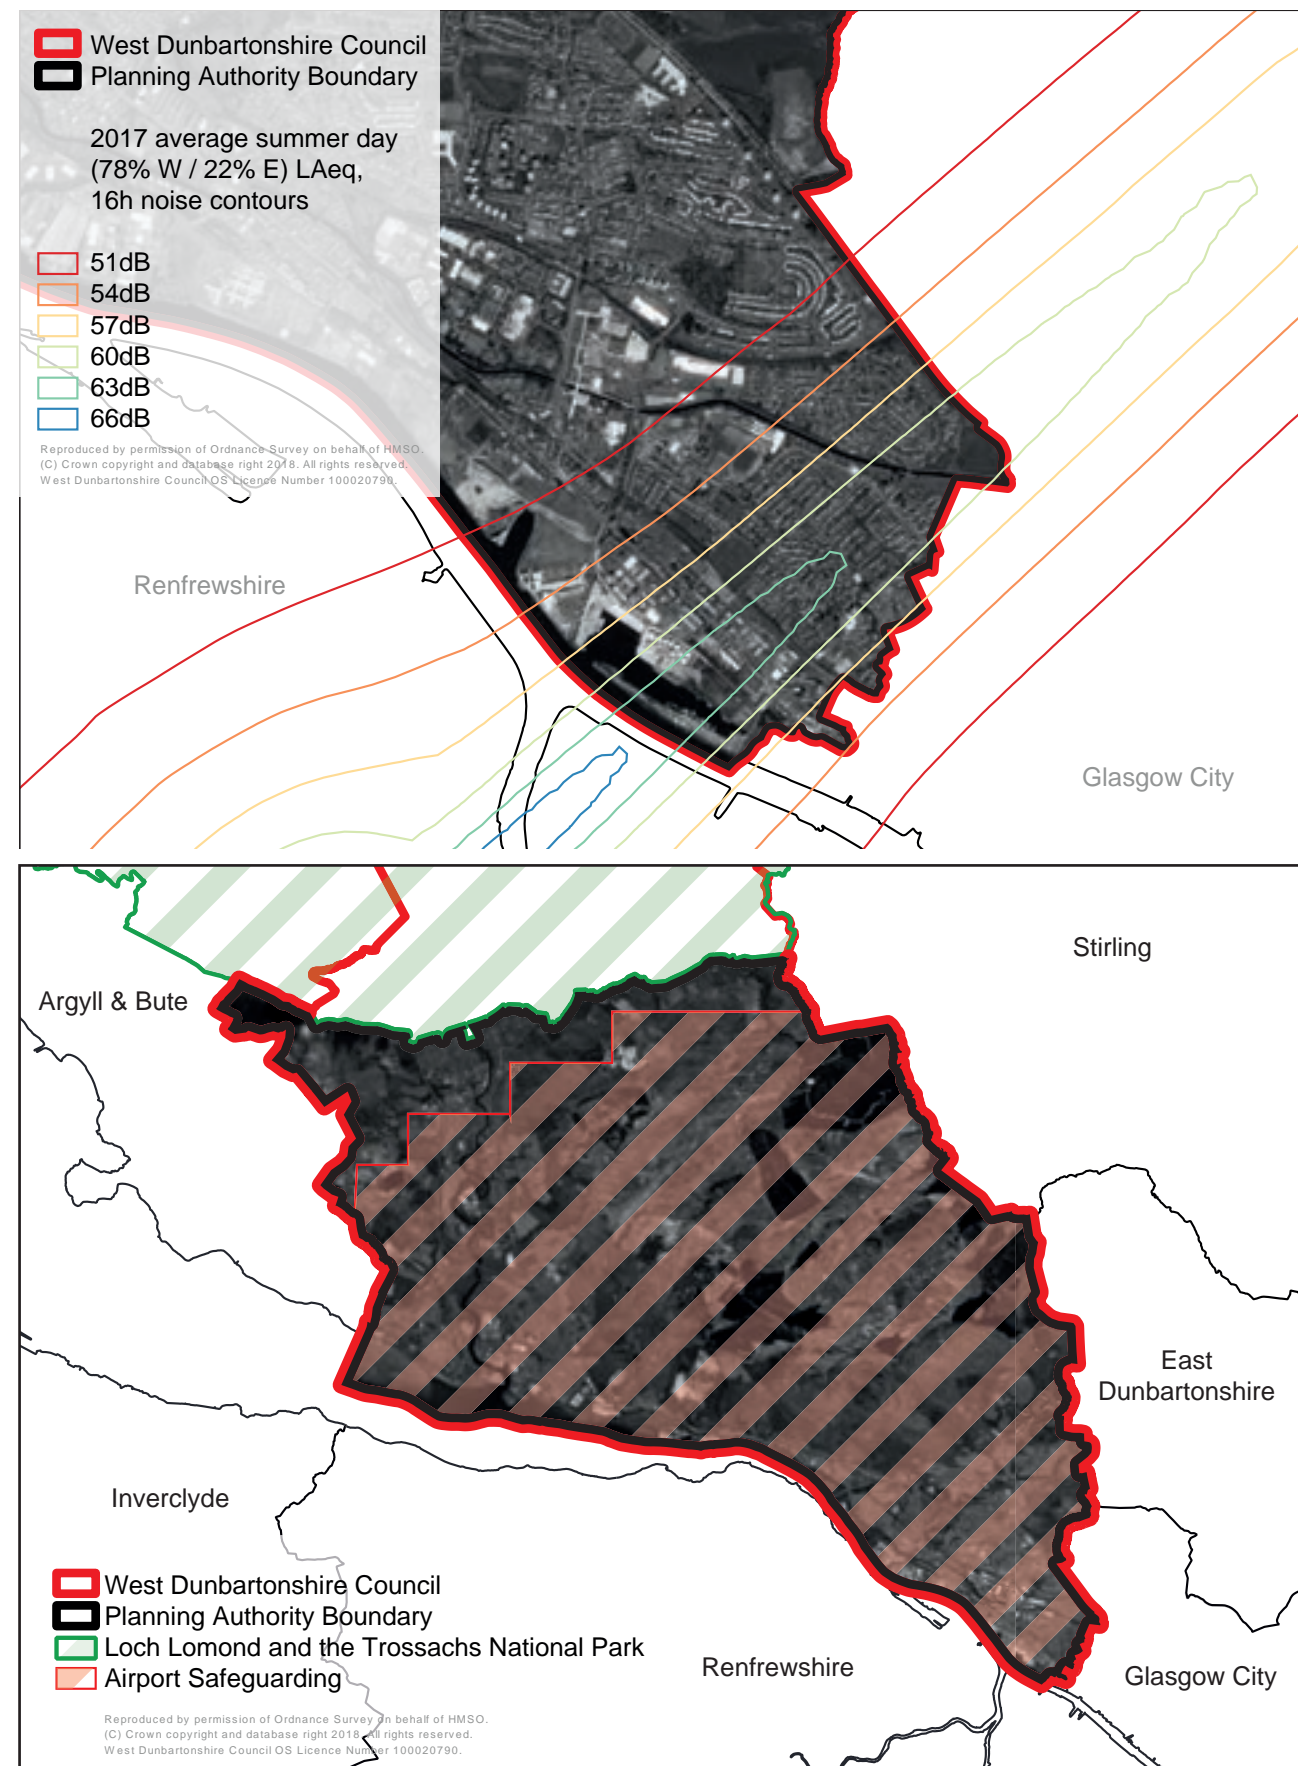 West Dunbartonshire Council
Planning Authority Boundary
2017 average summer day
(78% W / 22% E) LAeq,
16h noise contours
51dB
54dB
57dB
60dB
63dB
66dB
Reproduced by permission of Ordnance Survey on behalf of HMSO.
(C) Crown copyright and database right 2018. All rights reserved.
West Dunbartonshire Council OS Licence Number 100020790.
Renfrewshire
Glasgow City
Stirling
Argyll & Bute
East
Dunbartonshire
Inverclyde
West Dunbartonshire Council
Planning Authority Boundary
Loch Lomond and the Trossachs National Park
Airport Safeguarding
Renfrewshire
Glasgow City
Reproduced by permission of Ordnance Survey on behalf of HMSO.
(C) Crown copyright and database right 2018. All rights reserved.
West Dunbartonshire Council OS Licence Number 100020790.